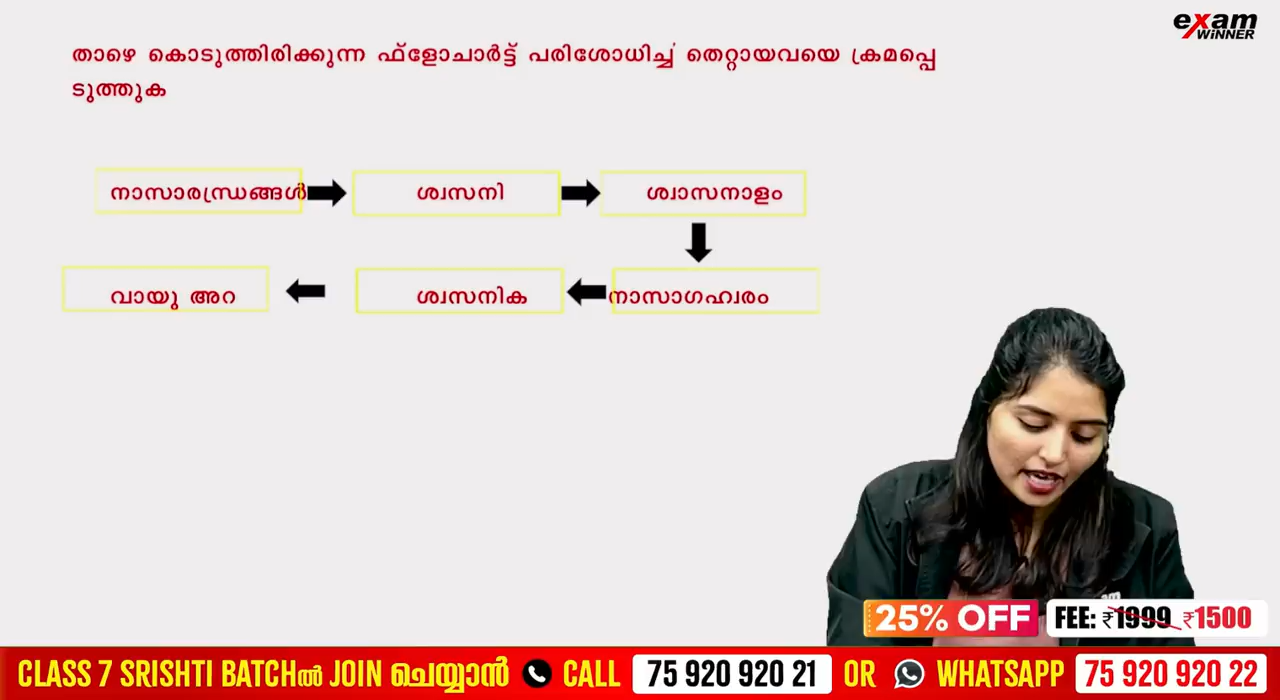 exam
WiNNER
താഴെ കൊടുത്തിരിക്കുന്ന ഫ്ളോചാർട്ട് പരിശോധിച്ച് തെറ്റായവയെ ക്രമപ്പെ
ടുത്തുക
നാസാരന്ധ്രങ്ങൾ ശ്വസനി ശ്വാസനാളം
വായു അറ ശ്വസനിക നാസാഗഹ്വരം
25% OFF FEE: ₹1999 ₹1500
CLASS 7 SRISHTI BATCHൽ JOIN ചെയ്യാൻ CALL 75 920 920 21 OR WHATSAPP 75 920 920 22